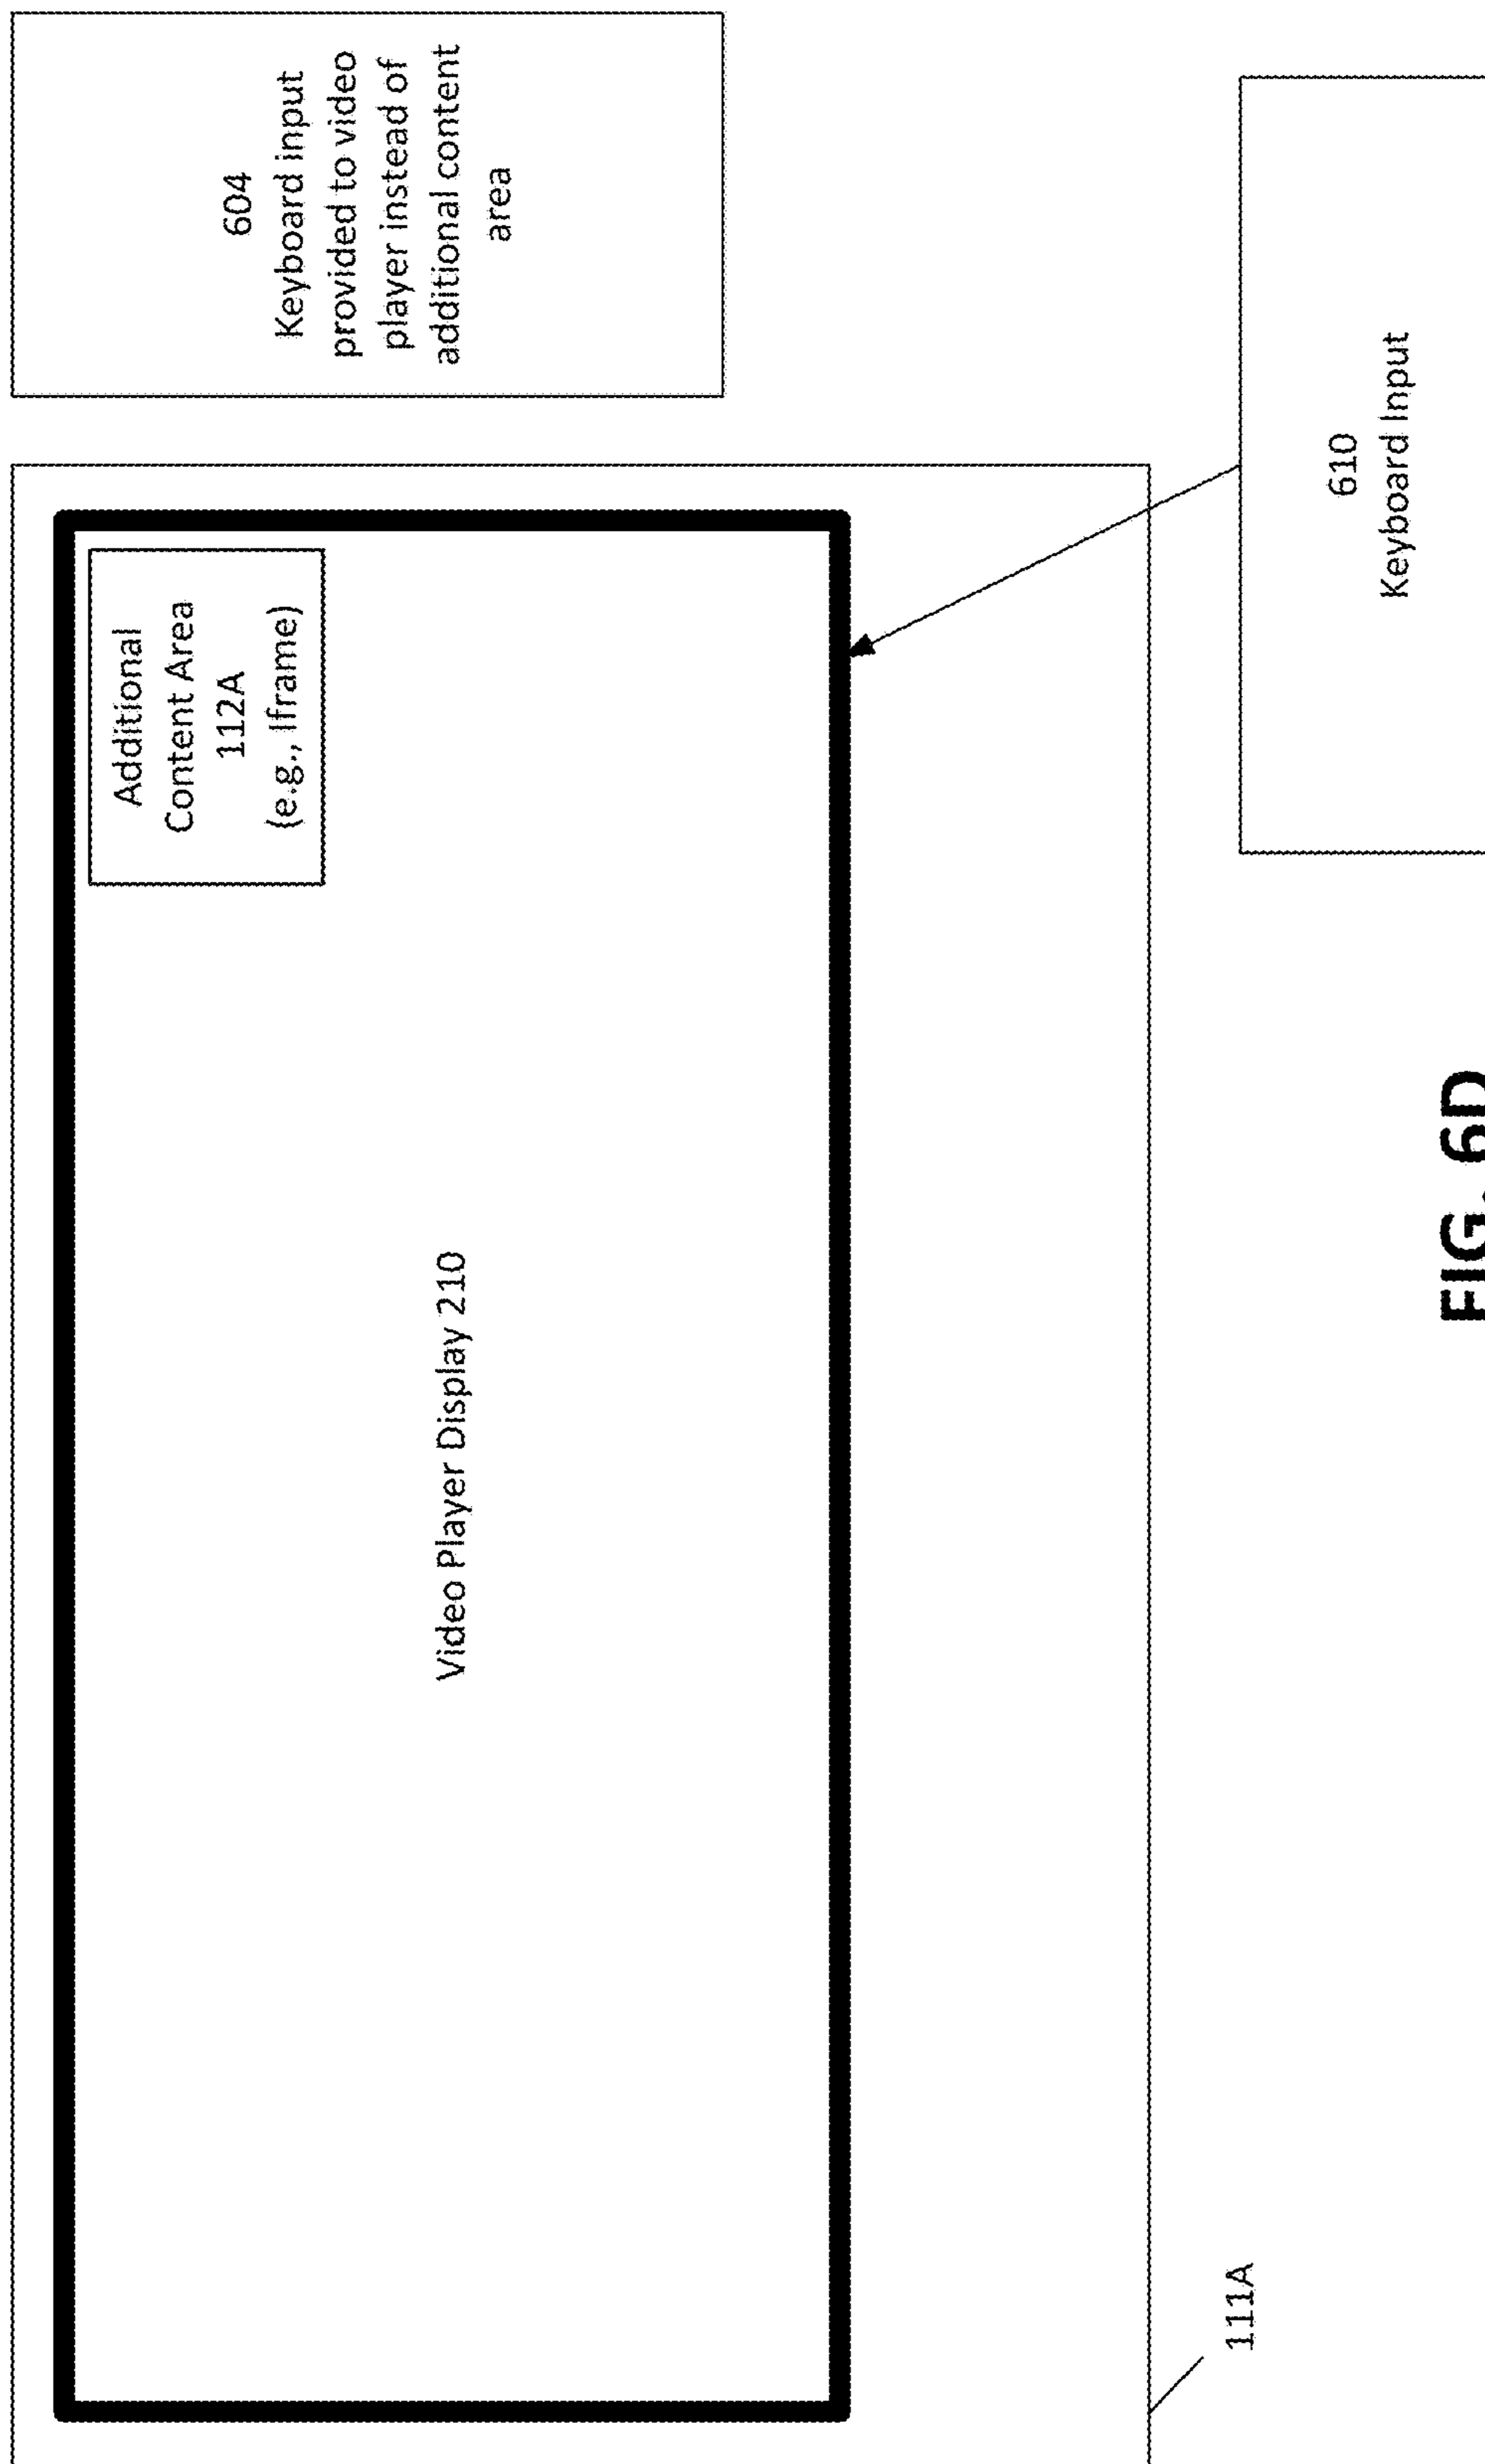 604
Keyboard input
provided to video
player instead of
additional content
area
Additional
Content Area
112A
(e.g., Iframe)
Video Player Display 210
610
Keyboard Input
111A
FIG. 6D